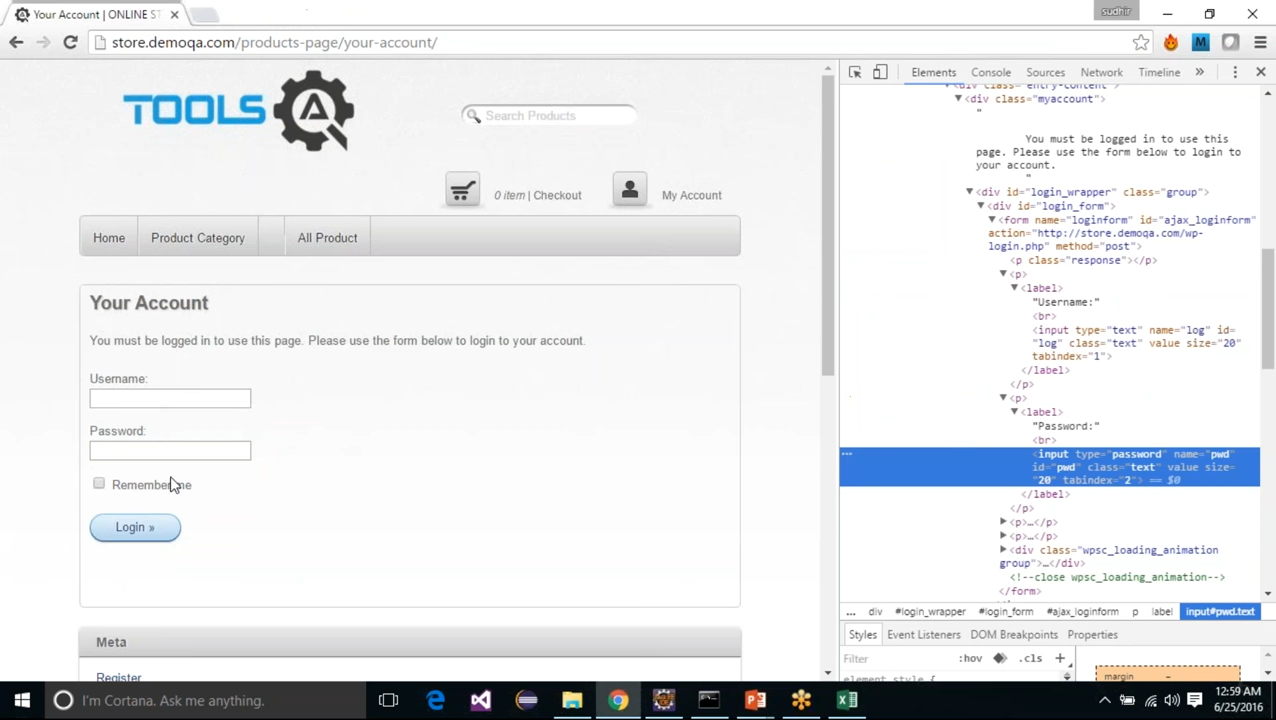 Your Account | ONLINE ST
sudhir
store.demoqa.com/products-page/your-account/
TOOLS QA
Search Products
0 item | Checkout
My Account
Home
Product Category
All Product
Your Account
You must be logged in to use this page. Please use the form below to login to your account.
Username:
Password:
Remember me
Login »
Meta
Register
Elements
Console
Sources
Network
Timeline
»
<div class="entry-content">
<div class="myaccount">
"
You must be logged in to use this
page. Please use the form below to login to
your account.
"
<div id="login_wrapper" class="group">
<div id="login_form">
<form name="loginform" id="ajax_loginform"
action="http://store.demoqa.com/wp-
login.php" method="post">
<p class="response"></p>
<p>
<label>
"Username:"
<br>
<input type="text" name="log" id=
"log" class="text" value size="20"
tabindex="1">
</label>
</p>
<p>
<label>
"Password:"
<br>
<input type="password" name="pwd"
id="pwd" class="text" value size=
"20" tabindex="2"> == $0
</label>
</p>
<p>…</p>
<p>…</p>
<div class="wpsc_loading_animation
group">…</div>
<!--close wpsc_loading_animation-->
</form>
... div #login_wrapper #login_form #ajax_loginform p label input#pwd.text
Styles
Event Listeners
DOM Breakpoints
Properties
Filter
:hov
.cls
+
element.style {
margin
-
I'm Cortana. Ask me anything.
12:59 AM
6/25/2016